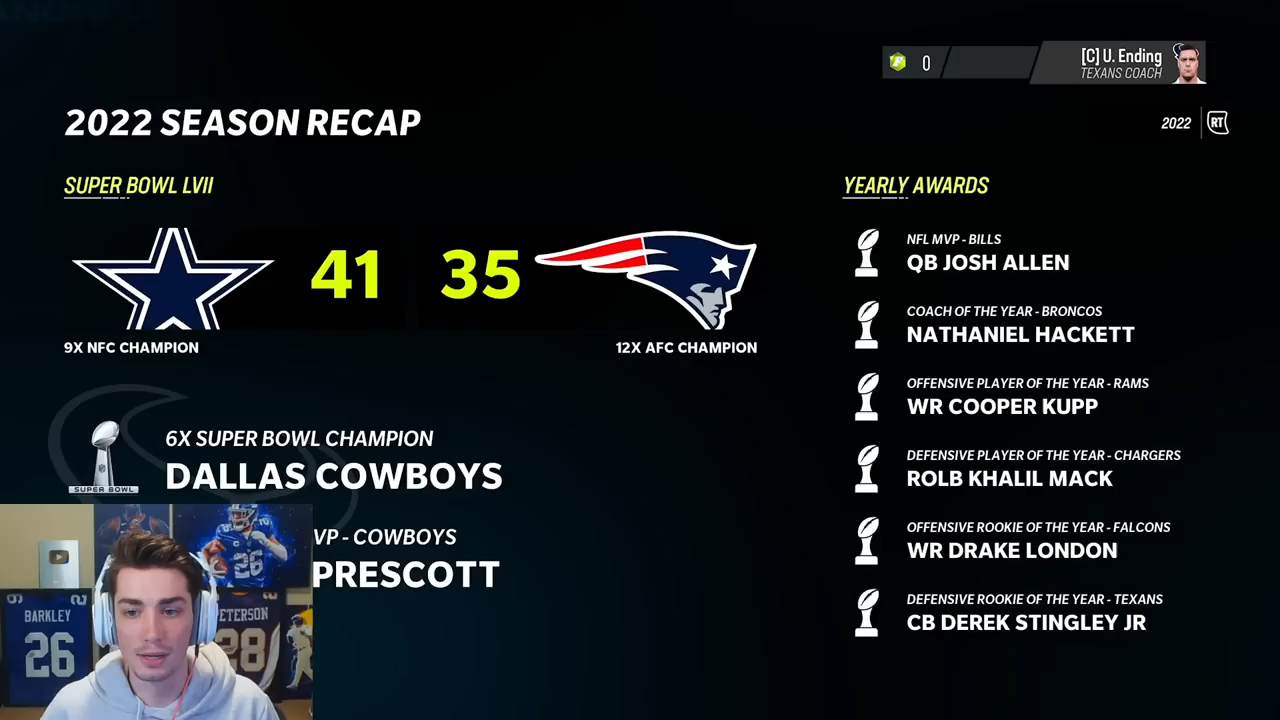 0
[C] U. Ending
TEXANS COACH
2022 SEASON RECAP
2022
RT
SUPER BOWL LVII
41
35
9X NFC CHAMPION
12X AFC CHAMPION
6X SUPER BOWL CHAMPION
DALLAS COWBOYS
SUPER BOWL
VP - COWBOYS
PRESCOTT
YEARLY AWARDS
NFL MVP - BILLS
QB JOSH ALLEN
COACH OF THE YEAR - BRONCOS
NATHANIEL HACKETT
OFFENSIVE PLAYER OF THE YEAR - RAMS
WR COOPER KUPP
DEFENSIVE PLAYER OF THE YEAR - CHARGERS
ROLB KHALIL MACK
OFFENSIVE ROOKIE OF THE YEAR - FALCONS
WR DRAKE LONDON
DEFENSIVE ROOKIE OF THE YEAR - TEXANS
CB DEREK STINGLEY JR
26
BARKLEY
26
PETERSON
28